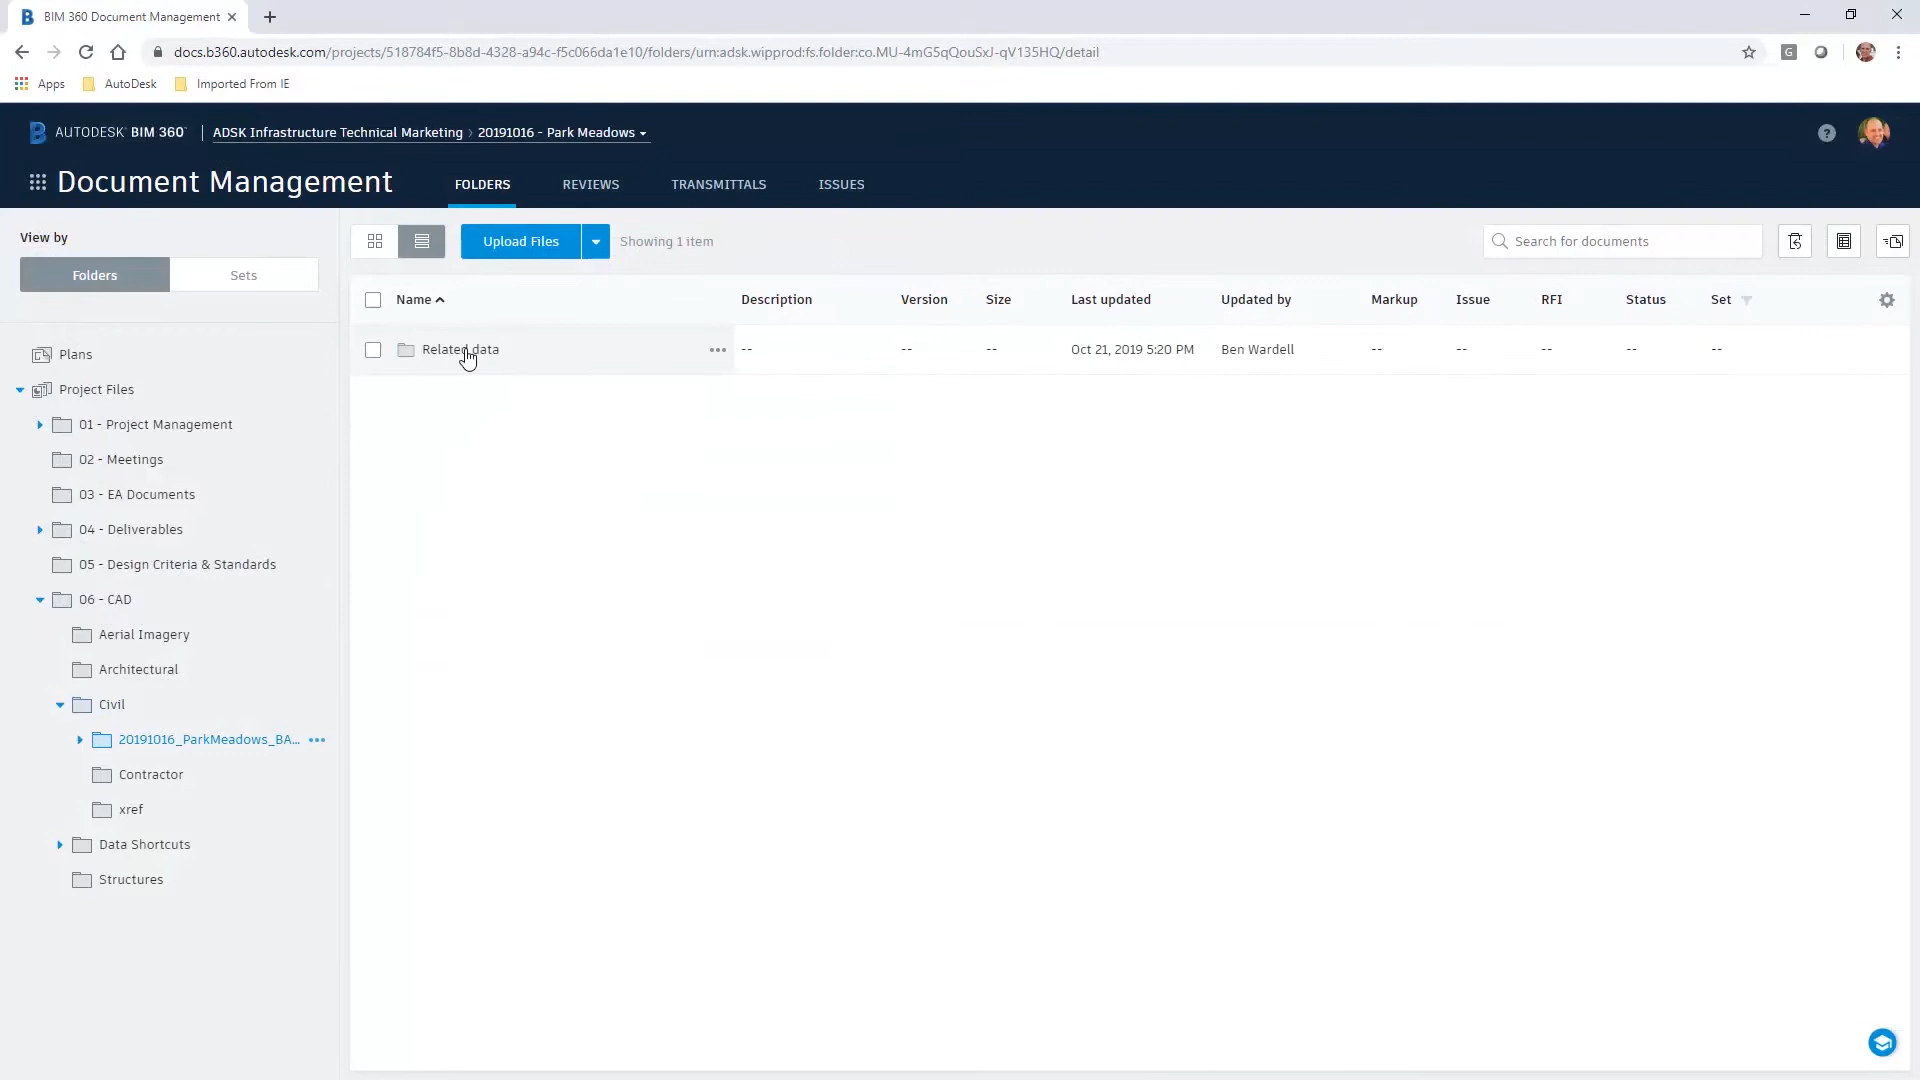 BIM 360 Document Management
docs.b360.autodesk.com/projects/518784f5-8b8d-4328-a94c-f5c066da1e10/folders/urn:adsk.wipprod:fs.folder:co.MU-4mG5qQouSxJ-qV135HQ/detail
Apps AutoDesk Imported From IE
AUTODESK BIM 360 ADSK Infrastructure Technical Marketing > 20191016 - Park Meadows
Document Management FOLDERS REVIEWS TRANSMITTALS ISSUES
View by
Folders Sets
Upload Files Showing 1 item Search for documents
Name Description Version Size Last updated Updated by Markup Issue RFI Status Set
Related data ••• -- -- -- Oct 21, 2019 5:20 PM Ben Wardell -- -- -- -- --
Plans
Project Files
01 - Project Management
02 - Meetings
03 - EA Documents
04 - Deliverables
05 - Design Criteria & Standards
06 - CAD
Aerial Imagery
Architectural
Civil
20191016_ParkMeadows_BA... •••
Contractor
xref
Data Shortcuts
Structures